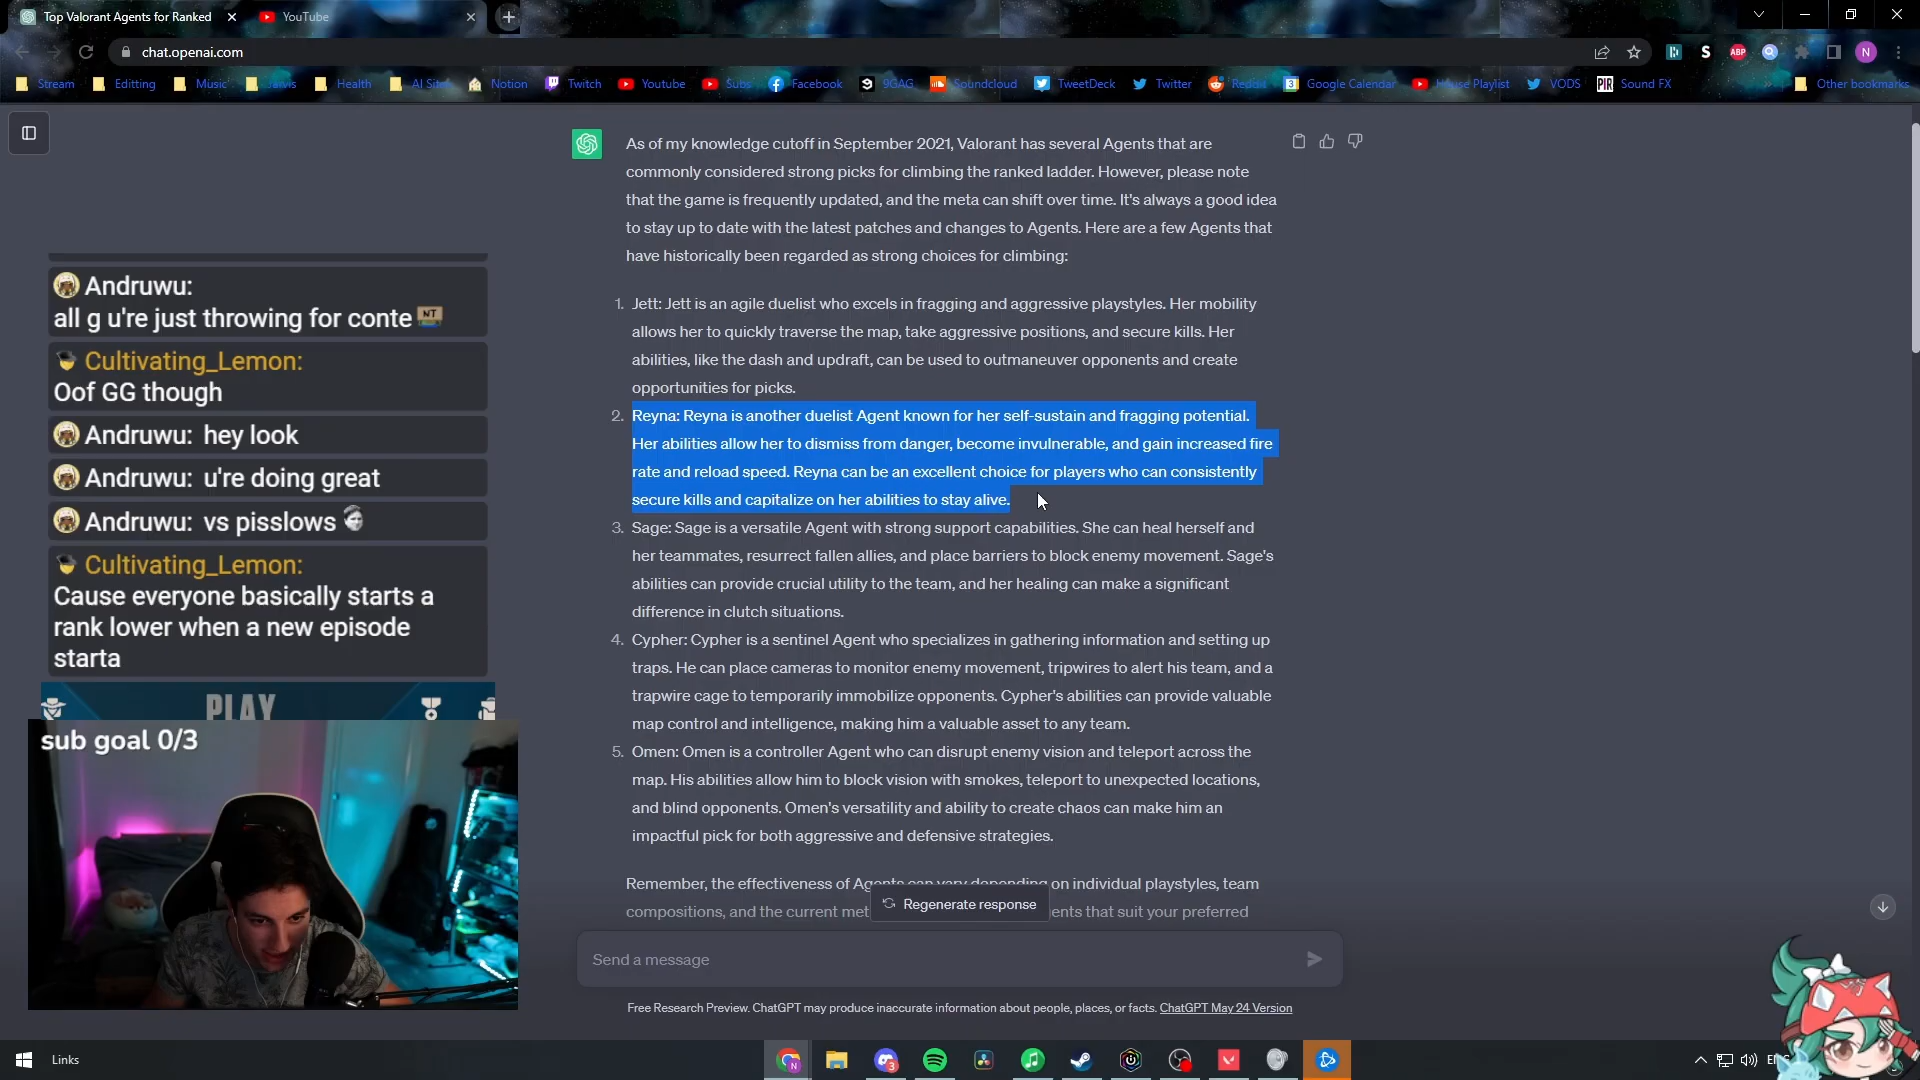 Top Valorant Agents for Ranked
YouTube
chat.openai.com
Stream
Editting
Music
AI Sites
Health
Notion
Twitch
Youtube
Subs
Facebook
9GAG
Soundcloud
TweetDeck
Twitter
Reddit
Google Calendar
House Playlist
VODS
Sound FX
Other bookmarks
As of my knowledge cutoff in September 2021, Valorant has several Agents that are
commonly considered strong picks for climbing the ranked ladder. However, please note
that the game is frequently updated, and the meta can shift over time. It's always a good idea
to stay up to date with the latest patches and changes to Agents. Here are a few Agents that
have historically been regarded as strong choices for climbing:
1. Jett: Jett is an agile duelist who excels in fragging and aggressive playstyles. Her mobility
allows her to quickly traverse the map, take aggressive positions, and secure kills. Her
abilities, like the dash and updraft, can be used to outmaneuver opponents and create
opportunities for picks.
2. Reyna: Reyna is another duelist Agent known for her self-sustain and fragging potential.
Her abilities allow her to dismiss from danger, become invulnerable, and gain increased fire
rate and reload speed. Reyna can be an excellent choice for players who can consistently
secure kills and capitalize on her abilities to stay alive.
3. Sage: Sage is a versatile Agent with strong support capabilities. She can heal herself and
her teammates, resurrect fallen allies, and place barriers to block enemy movement. Sage's
abilities can provide crucial utility to the team, and her healing can make a significant
difference in clutch situations.
4. Cypher: Cypher is a sentinel Agent who specializes in gathering information and setting up
traps. He can place cameras to monitor enemy movement, tripwires to alert his team, and a
trapwire cage to temporarily immobilize opponents. Cypher's abilities can provide valuable
map control and intelligence, making him a valuable asset to any team.
5. Omen: Omen is a controller Agent who can disrupt enemy vision and teleport across the
map. His abilities allow him to block vision with smokes, teleport to unexpected locations,
and blind opponents. Omen's versatility and ability to create chaos can make him an
impactful pick for both aggressive and defensive strategies.
Remember, the effectiveness of Agents can vary depending on individual playstyles, team
compositions, and the current
Regenerate response
that suit your preferred
Send a message
Free Research Preview. ChatGPT may produce inaccurate information about people, places, or facts. ChatGPT May 24 Version
Andruwu:
all g u're just throwing for conte NT
Cultivating_Lemon:
Oof GG though
Andruwu: hey look
Andruwu: u're doing great
Andruwu: vs pisslows
Cultivating_Lemon:
Cause everyone basically starts a
rank lower when a new episode
starta
PLAY
sub goal 0/3
Links